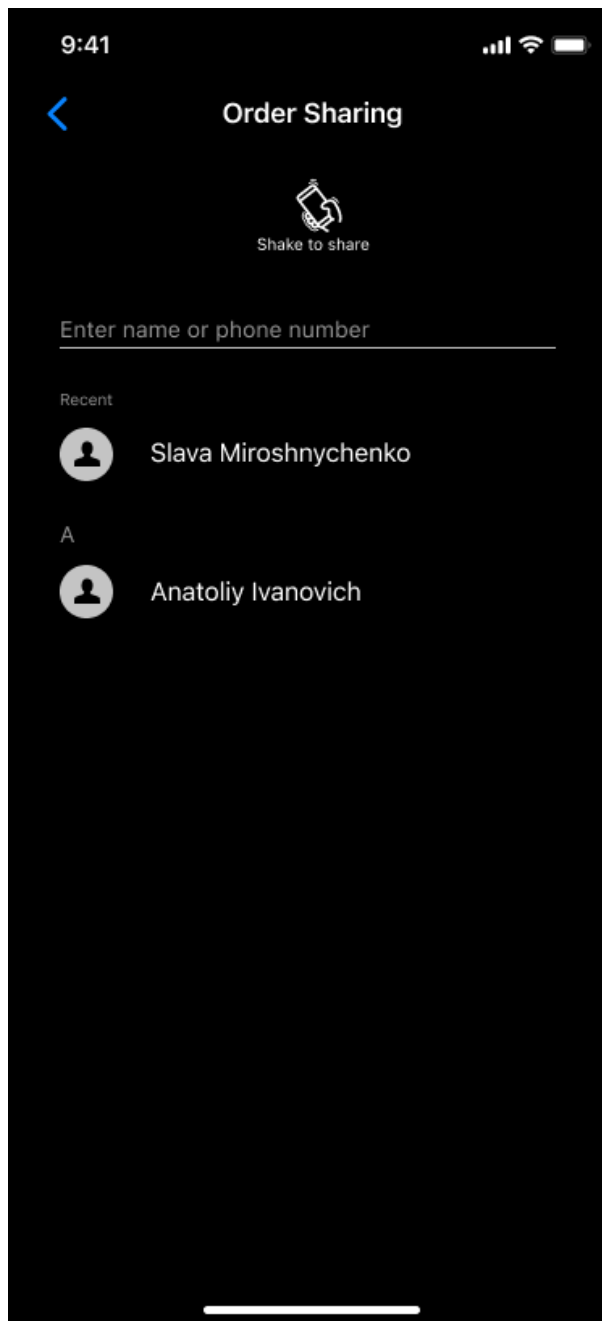 9:41
Order Sharing
Shake to share
Enter name or phone number
Recent
Slava Miroshnychenko
A
Anatoliy Ivanovich